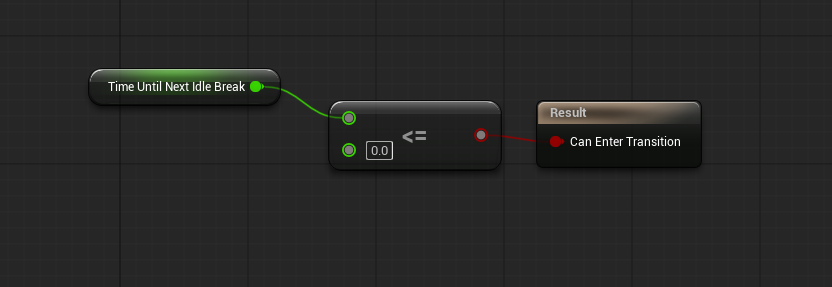 Time Until Next Idle Break
<=
0.0
Result
Can Enter Transition